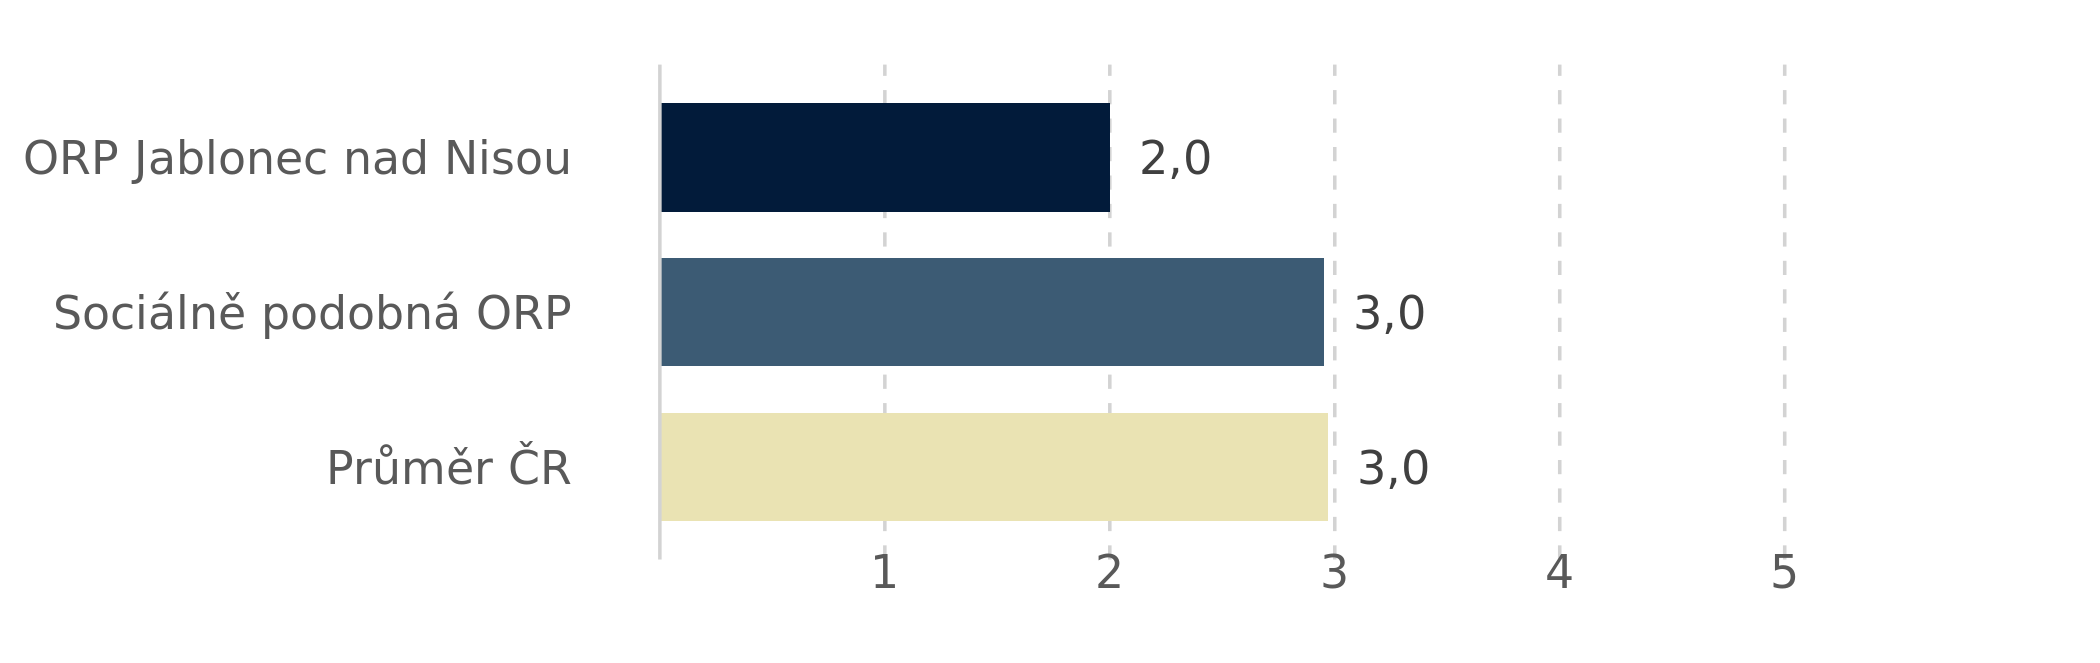 ORP Jablonec nad Nisou 2,0
Sociálně podobná ORP 3,0
Průměr ČR 3,0
1 2 3 4 5